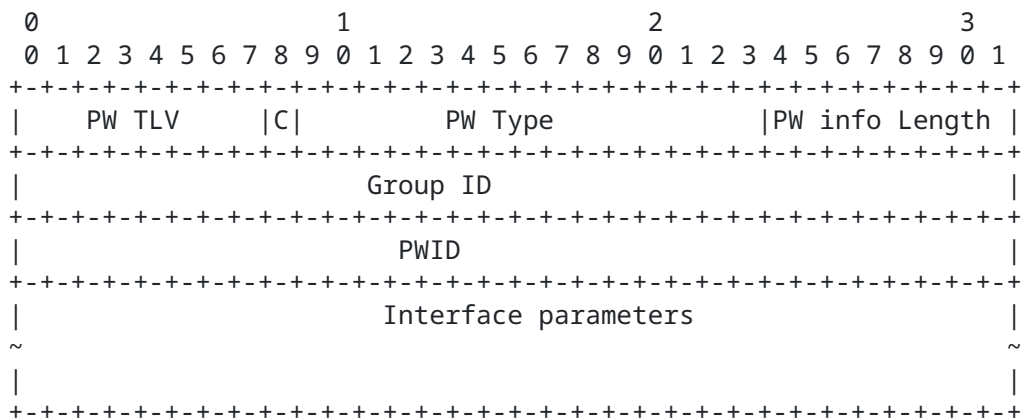 0                   1                   2                   3
 0 1 2 3 4 5 6 7 8 9 0 1 2 3 4 5 6 7 8 9 0 1 2 3 4 5 6 7 8 9 0 1
+-+-+-+-+-+-+-+-+-+-+-+-+-+-+-+-+-+-+-+-+-+-+-+-+-+-+-+-+-+-+-+-+
|    PW TLV     |C|         PW Type             |PW info Length |
+-+-+-+-+-+-+-+-+-+-+-+-+-+-+-+-+-+-+-+-+-+-+-+-+-+-+-+-+-+-+-+-+
|                      Group ID                                 |
+-+-+-+-+-+-+-+-+-+-+-+-+-+-+-+-+-+-+-+-+-+-+-+-+-+-+-+-+-+-+-+-+
|                        PWID                                   |
+-+-+-+-+-+-+-+-+-+-+-+-+-+-+-+-+-+-+-+-+-+-+-+-+-+-+-+-+-+-+-+-+
|                       Interface parameters                    |
~                                                               ~
|                                                               |
+-+-+-+-+-+-+-+-+-+-+-+-+-+-+-+-+-+-+-+-+-+-+-+-+-+-+-+-+-+-+-+-+